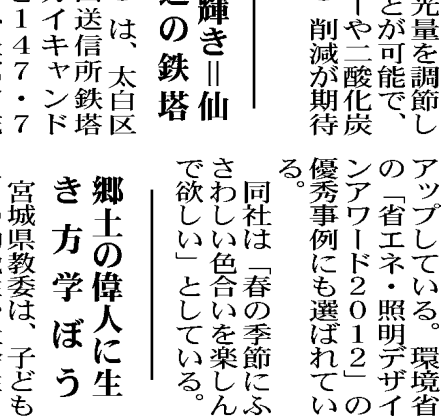 光量を調節し
とが可能で、
ーや二酸化炭
削減が期待
輝き＝仙
の鉄塔
は、太白区
送信所鉄塔
イキャンド
147・7
アップしている。環境省
の「省エネ・照明デザイ
ンアワード2012」の
優秀事例にも選ばれてい
る。
同社は「春の季節にふ
さわしい色合いを楽しん
で欲しい」としている。
郷土の偉人に生
き方学ぼう
宮城県教委は、子ども